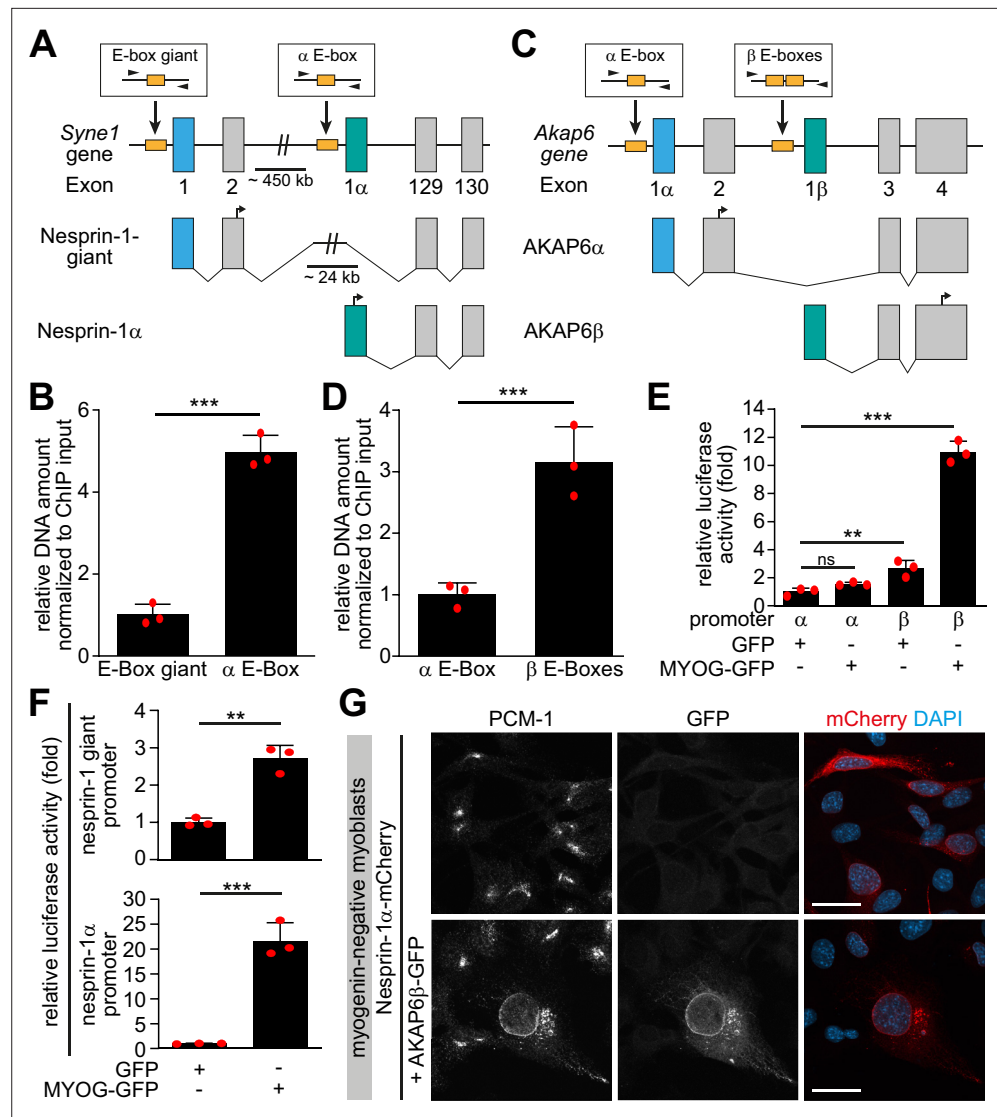 A
E-box giant
α E-Box
Syne1
gene
Exon
1
2
~ 450 kb
1α
129
130
Nesprin-1-
giant
~ 24 kb
Nesprin-1α
C
α E-box
β E-boxes
Akap6
gene
Exon
1α
2
1β
3
4
AKAP6α
AKAP6β
B
relative DNA amount
normalized to ChIP input
6
4
2
0
***
E-Box giant
α E-Box
D
relative DNA amount
normalized to ChIP input
4
3
2
1
0
***
α E-Box
β E-Boxes
E
relative luciferase
activity (fold)
14
12
10
8
6
4
2
0
***
**
ns
promoter α α β β
GFP + - + -
MYOG-GFP - + - +
F
relative luciferase activity (fold)
nesprin-1 giant
promoter
4
3
2
1
0
**
nesprin-1α
promoter
30
25
20
15
10
5
0
***
GFP + -
MYOG-GFP - +
G
PCM-1
GFP
mCherry DAPI
myogenin-negative myoblasts
Nesprin-1α-mCherry
+ AKAP6β-GFP